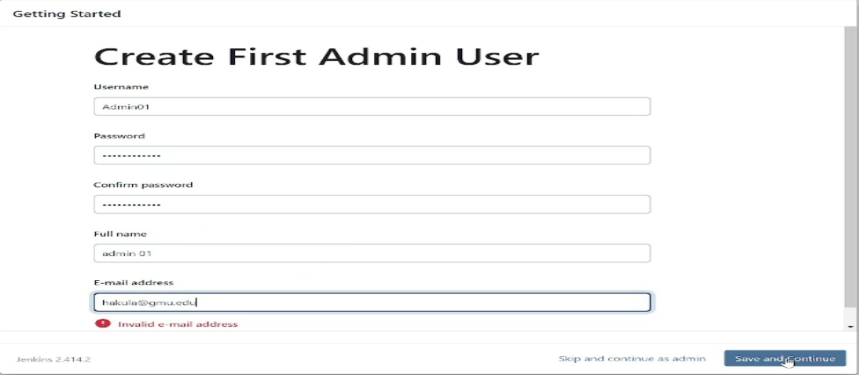 Getting Started
Create First Admin User
Username
Admin01
Password
••••••••••••
Confirm password
••••••••••••
Full name
admin 01
E-mail address
hakula@gmu.edu
Invalid e-mail address
Jenkins 2.414.2
Skip and continue as admin
Save and Continue